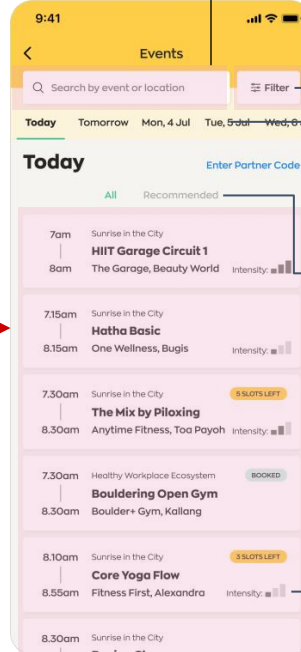 9:41
Events
Search by event or location
Filter
Today Tomorrow Mon, 4 Jul Tue, 5 Jul Wed, 6
Today
Enter Partner Code
All Recommended
7am Sunrise in the City
HIIT Garage Circuit 1
8am The Garage, Beauty World Intensity:
7.15am Sunrise in the City
Hatha Basic
8.15am One Wellness, Bugis Intensity:
7.30am Sunrise in the City 5 SLOTS LEFT
The Mix by Piloxing
8.30am Anytime Fitness, Toa Payoh Intensity:
7.30am Healthy Workplace Ecosystem BOOKED
Bouldering Open Gym
8.30am Boulder+ Gym, Kallang
8.10am Sunrise in the City 3 SLOTS LEFT
Core Yoga Flow
8.55am Fitness First, Alexandra Intensity:
8.30am Sunrise in the City